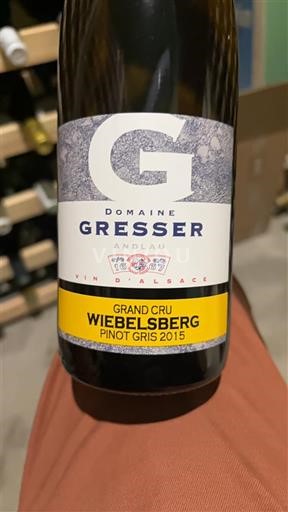 G
DOMAINE
GRESSER
ANDLAU
VIN D'ALSACE
GRAND CRU
WIEBELSBERG
PINOT GRIS 2015